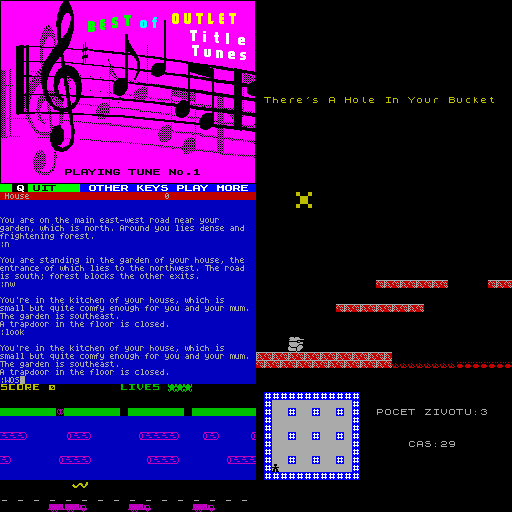 BEST of OUTLET
Title
Tunes
PLAYING TUNE No.1
Q UIT OTHER KEYS PLAY MORE
House 0
You are on the main east-west road near your
garden, which is north. Around you lies dense and
frightening forest.
:n
You are standing in the garden of your house, the
entrance of which lies to the northwest. The road
is south; forest blocks the other exits.
:nw
You're in the kitchen of your house, which is
small but quite comfy enough for you and your mum.
The garden is southeast.
A trapdoor in the floor is closed.
:look
You're in the kitchen of your house, which is
small but quite comfy enough for you and your mum.
The garden is southeast.
A trapdoor in the floor is closed.
:WOS
SCORE 0 LIVES
There's A Hole In Your Bucket
POCET ZIVOTU:3
CAS:29